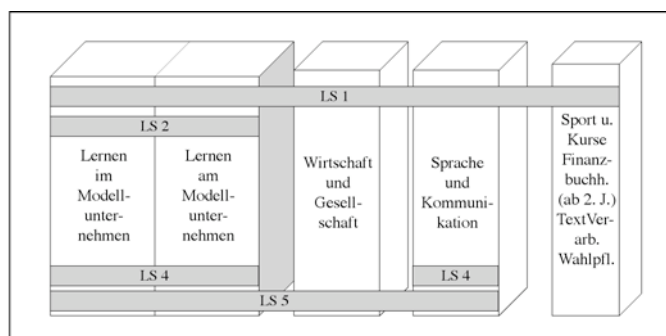 LS 1
LS 2
Lernen
im
Modell-
unter-
nehmen
Lernen
am
Modell-
unter-
nehmen
Wirtschaft
und
Gesell-
schaft
Sprache
und
Kommuni-
kation
Sport u.
Kurse
Finanz-
buchh.
(ab 2. J.)
TextVer-
arb.
Wahlpfl.
LS 4
LS 4
LS 5